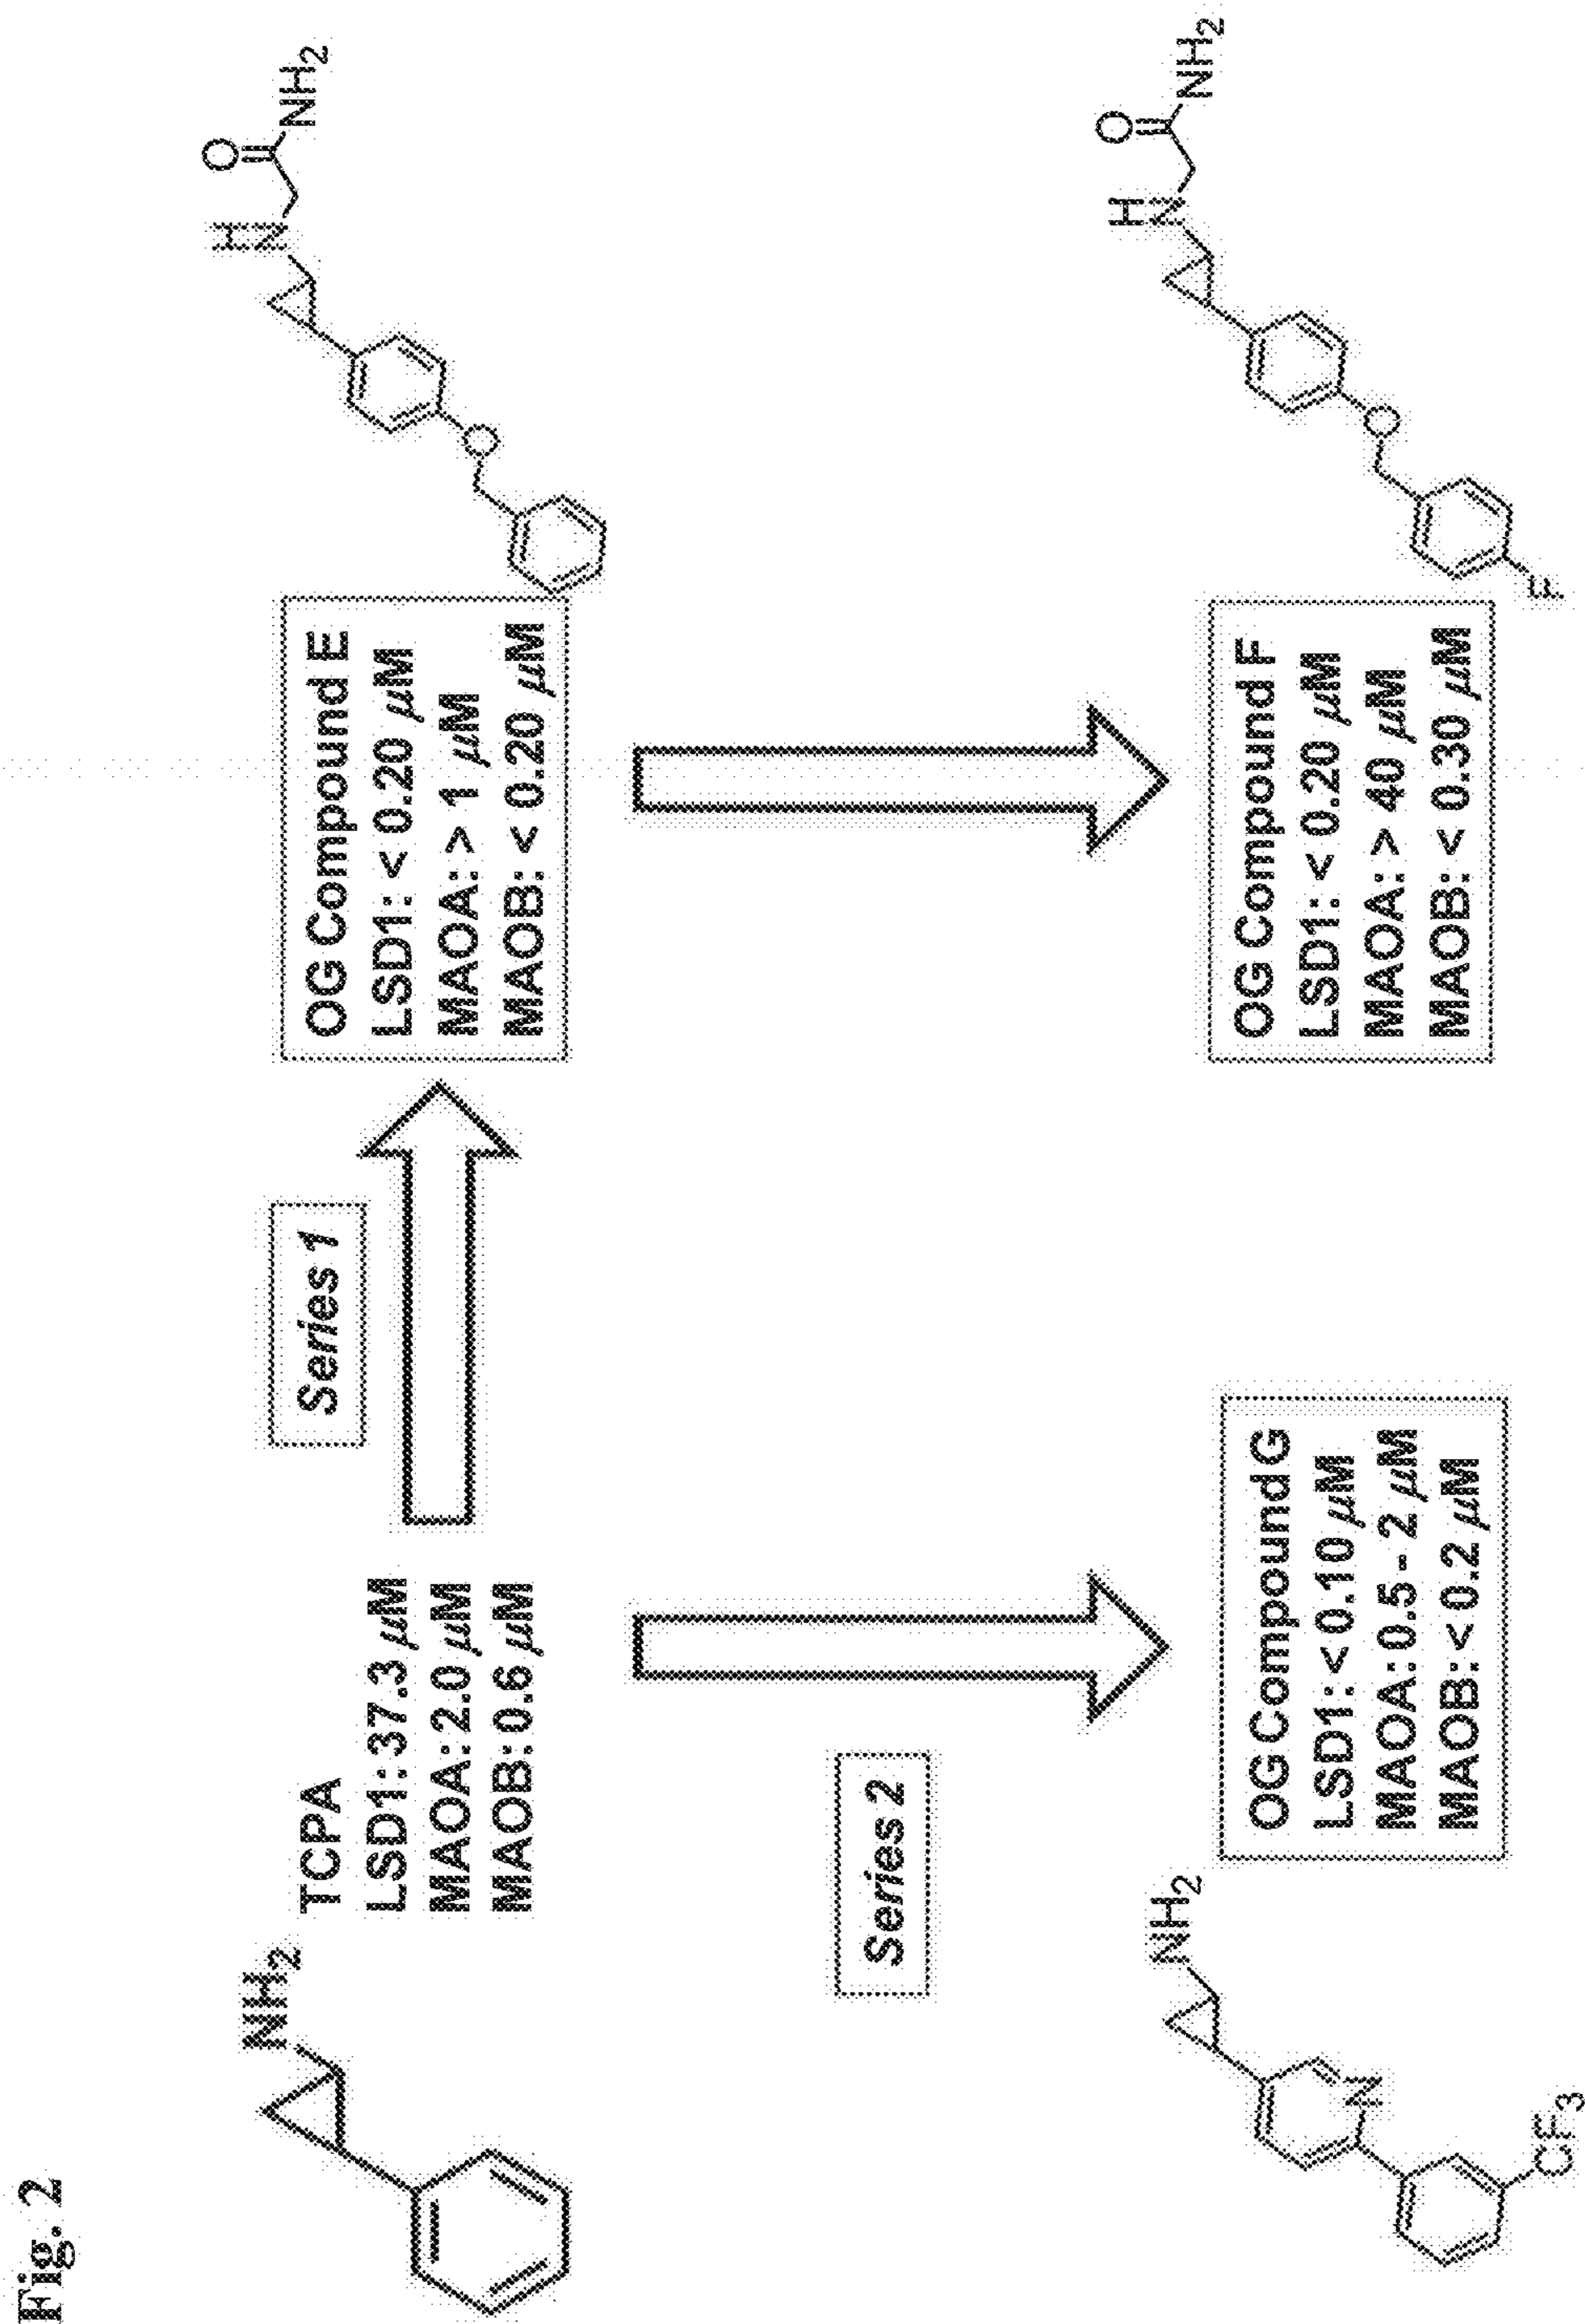 Fig. 2
NH2
TCPA
LSD1: 37.3 μM
MAOA: 2.0 μM
MAOB: 0.6 μM
Series 1
OG Compound E
LSD1: < 0.20 μM
MAOA: > 1 μM
MAOB: < 0.20 μM
H
N
O
NH2
O
Series 2
NH2
N
CF3
OG Compound G
LSD1: < 0.10 μM
MAOA: 0.5 - 2 μM
MAOB: < 0.2 μM
OG Compound F
LSD1: < 0.20 μM
MAOA: > 40 μM
MAOB: < 0.30 μM
H
N
O
NH2
O
F